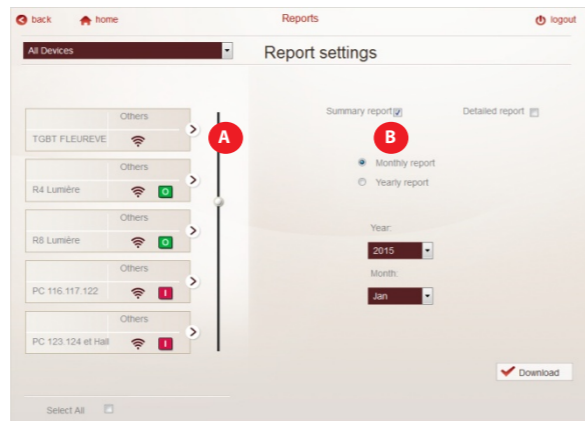 back home Reports logout
All Devices
Report settings
Others
TGBT FLEUREVE
Others
R4 Lumière
O
Others
R8 Lumière
O
Others
PC 116.117.122
I
Others
PC 123.124 et Hall
I
Select All
A
Summary report Detailed report
B
Monthly report
Yearly report
Year:
2015
Month:
Jan
Download